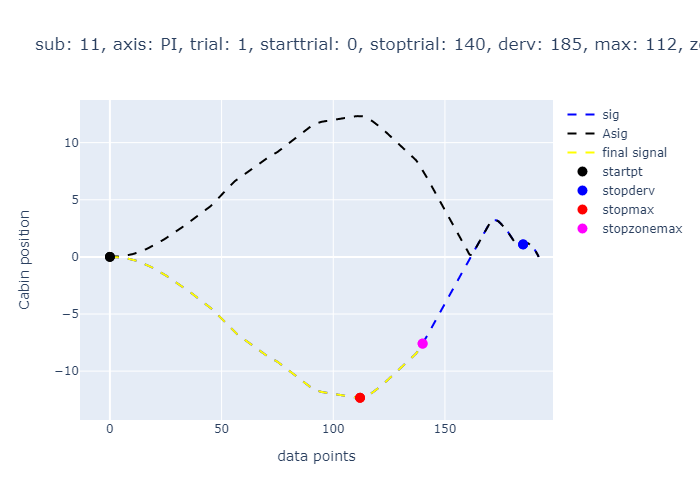 sub: 11, axis: PI, trial: 1, starttrial: 0, stoptrial: 140, derv: 185, max: 112,
sig
Asig
final signal
startpt
stopderv
stopmax
stopzonemax
10
5
0
−5
−10
Cabin position
0
50
100
150
data points